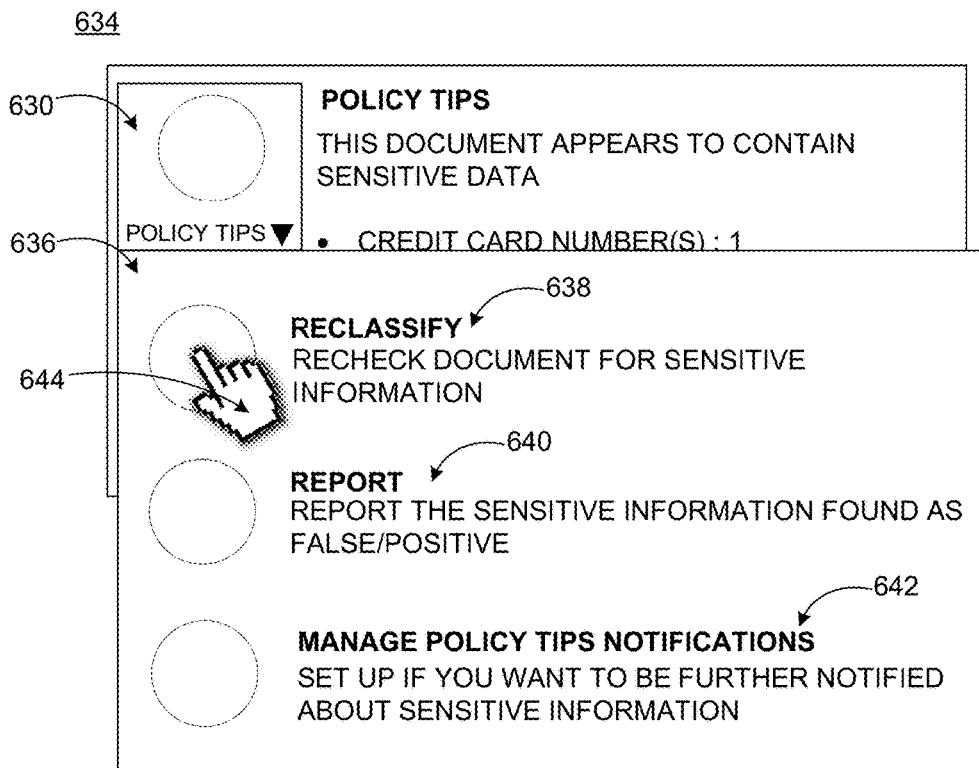 634
630
POLICY TIPS
THIS DOCUMENT APPEARS TO CONTAIN
SENSITIVE DATA
POLICY TIPS
• CREDIT CARD NUMBER(S) : 1
636
638
RECLASSIFY
RECHECK DOCUMENT FOR SENSITIVE
INFORMATION
644
640
REPORT
REPORT THE SENSITIVE INFORMATION FOUND AS
FALSE/POSITIVE
642
MANAGE POLICY TIPS NOTIFICATIONS
SET UP IF YOU WANT TO BE FURTHER NOTIFIED
ABOUT SENSITIVE INFORMATION